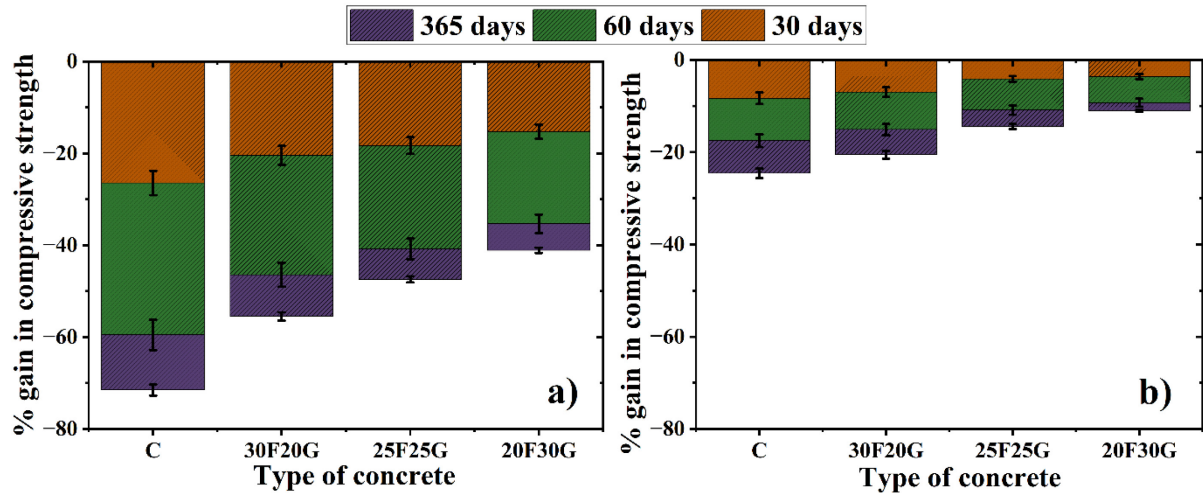 365 days 60 days 30 days
% gain in compressive strength
0
−20
−40
−60
−80
C 30F20G 25F25G 20F30G
Type of concrete
a)
% gain in compressive strength
0
−20
−40
−60
−80
C 30F20G 25F25G 20F30G
Type of concrete
b)